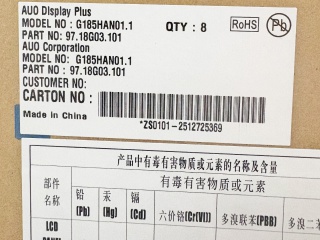 AUO Display Plus
MODEL NO: G185HAN01.1
PART NO: 97.18G03.101
QTY : 8
RoHS
Pb
AUO Corporation
MODEL NO: G185HAN01.1
PART NO: 97.18G03.101
CUSTOMER NO:
CARTON NO :
*ZS0101-2512725369
Made in China
产品中有毒有害物质或元素的名称及含量
部件名称
有毒有害物质或元素
铅(Pb)
汞(Hg)
镉(Cd)
六价铬(Cr(VI))
多溴联苯(PBB)
多溴二苯
LCD